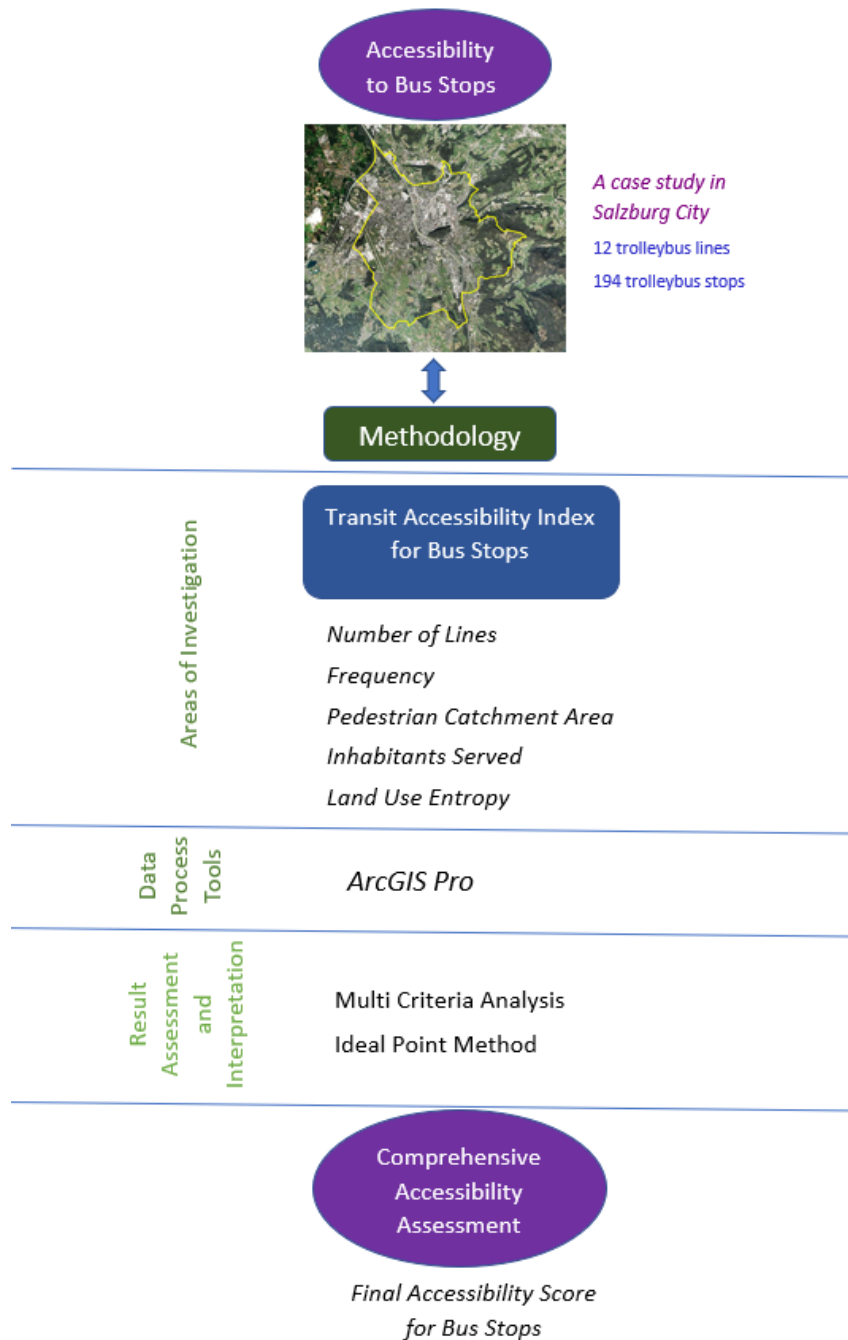 Accessibility
to Bus Stops
A case study in
Salzburg City
12 trolleybus lines
194 trolleybus stops
Methodology
Areas of Investigation
Transit Accessibility Index
for Bus Stops
Number of Lines
Frequency
Pedestrian Catchment Area
Inhabitants Served
Land Use Entropy
Data
Process
Tools
ArcGIS Pro
Result
Assessment
and
Interpretation
Multi Criteria Analysis
Ideal Point Method
Comprehensive
Accessibility
Assessment
Final Accessibility Score
for Bus Stops